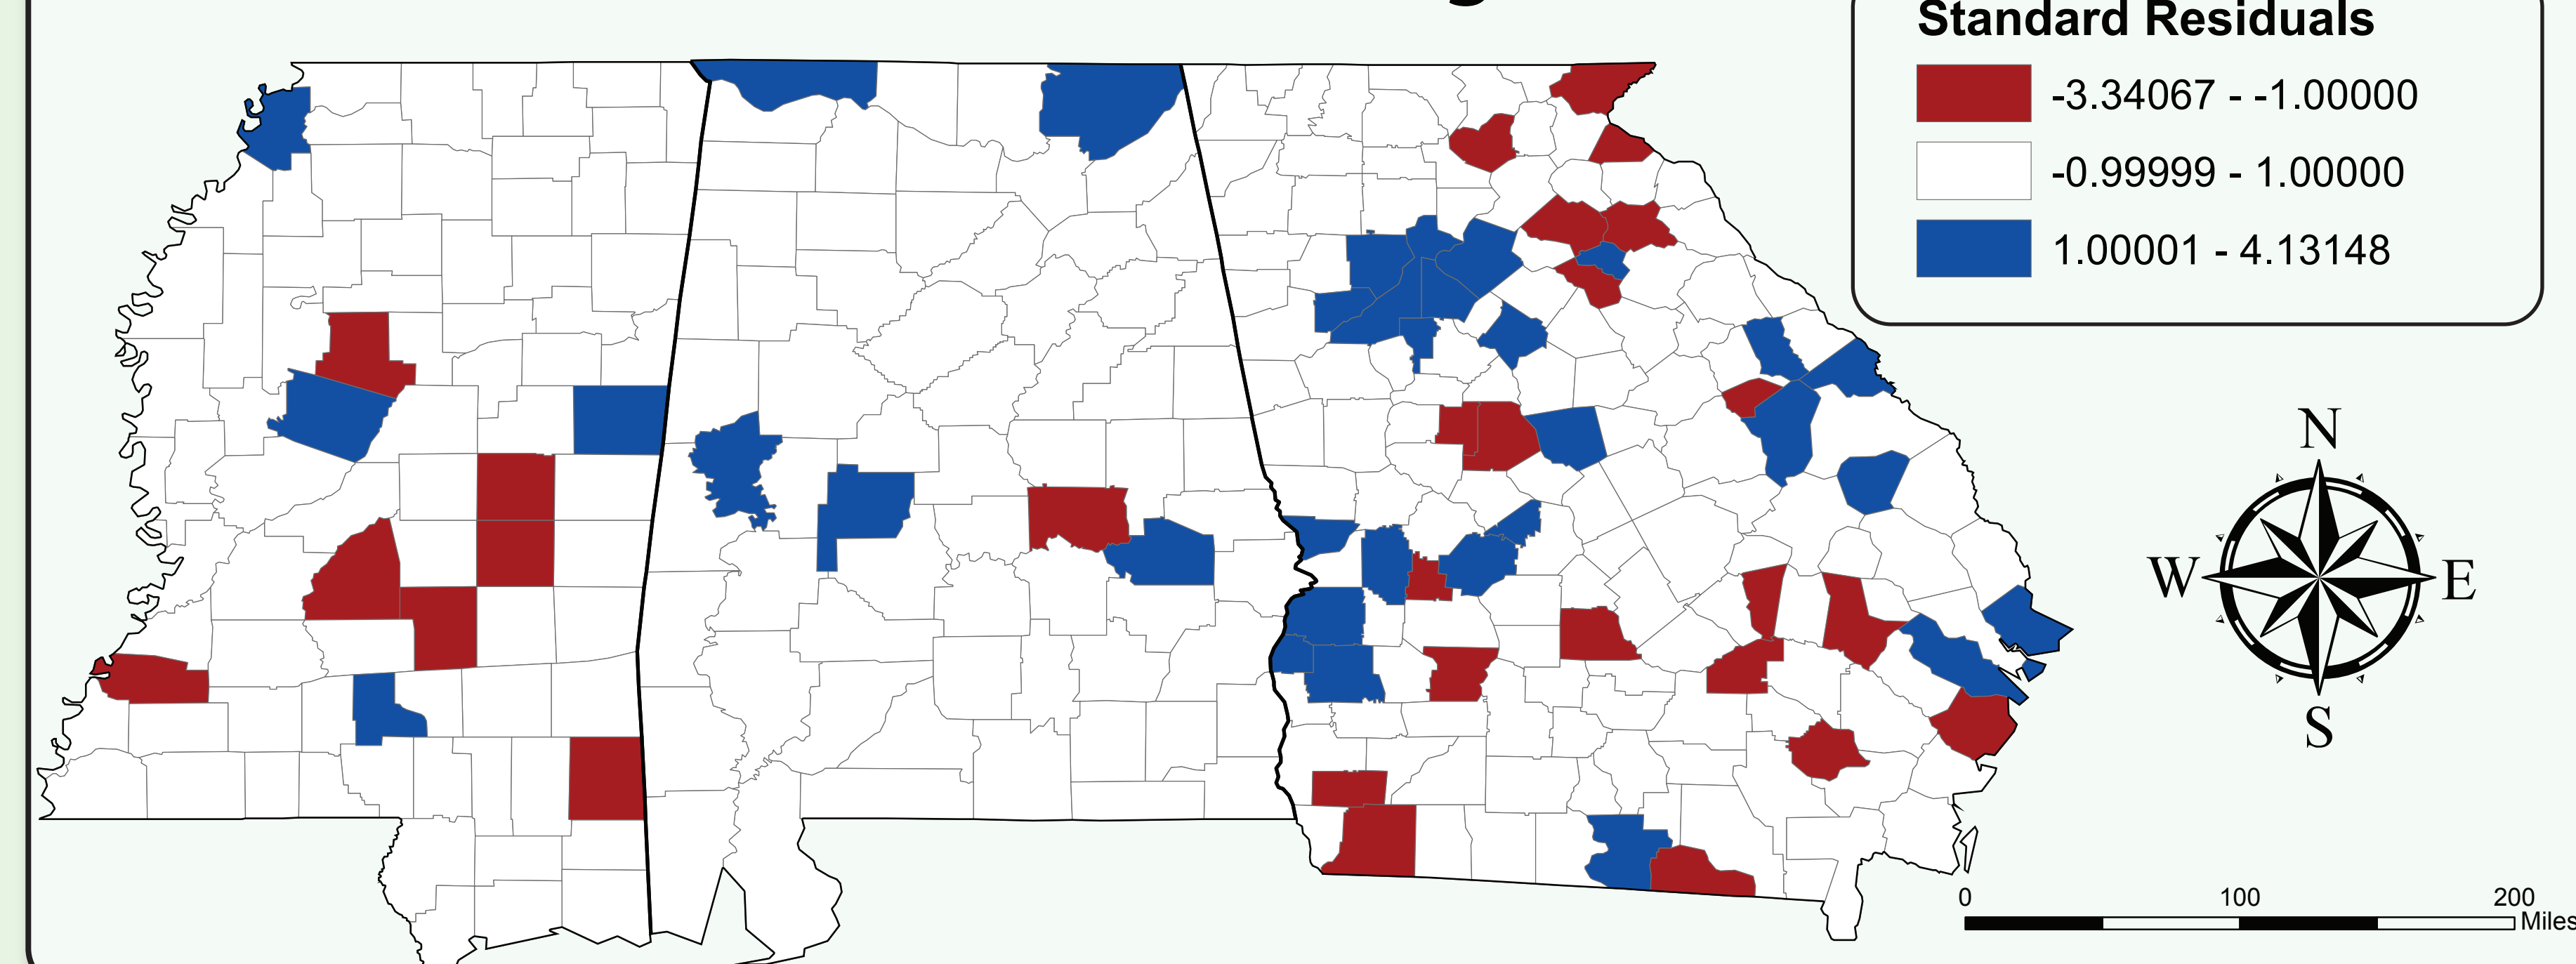 Standard Residuals
-3.34067 - -1.00000
-0.99999 - 1.00000
1.00001 - 4.13148
N
W E
S
0 100 200
Miles